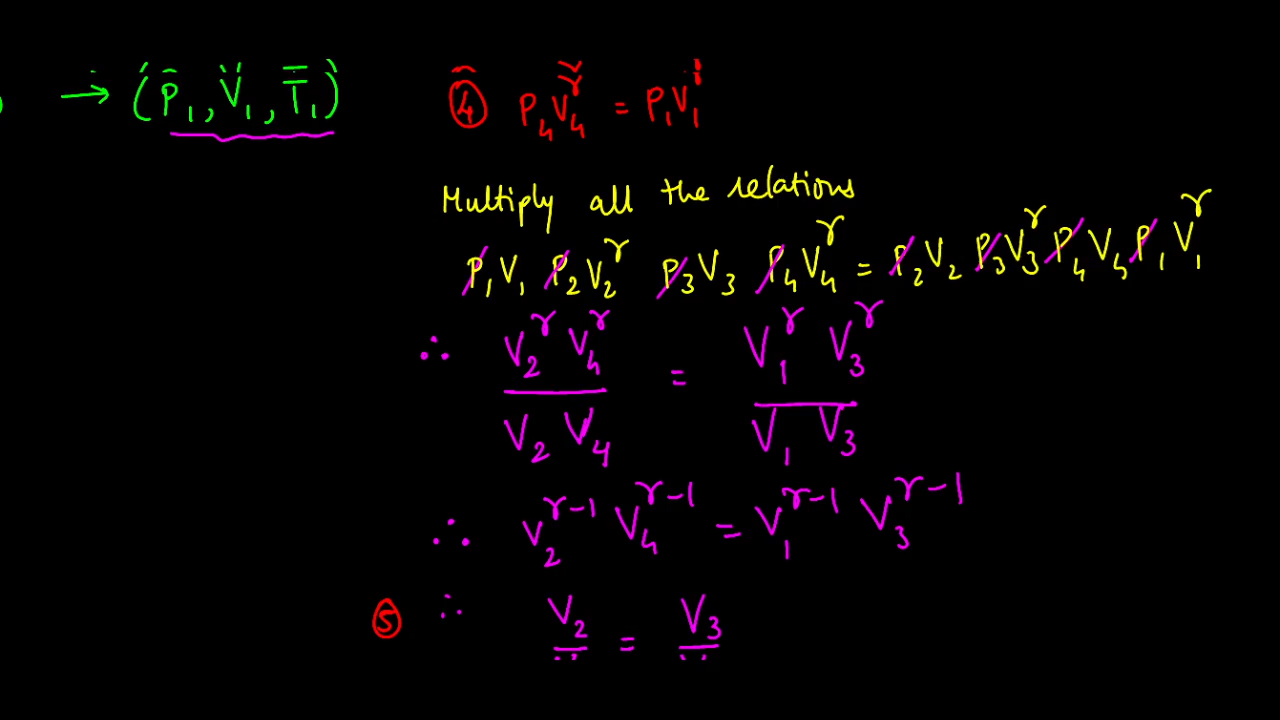 → (P₁, V₁, T₁)
④ P₄V₄^γ = P₁V₁
Multiply all the relations
P₁V₁ P₂V₂^γ P₃V₃ P₄V₄^γ = P₂V₂ P₃V₃^γ P₄V₄ P₁V₁^γ
∴ V₂^γ V₄^γ / V₂ V₄ = V₁^γ V₃^γ / V₁ V₃
∴ V₂^γ-1 V₄^γ-1 = V₁^γ-1 V₃^γ-1
⑤ ∴ V₂ = V₃